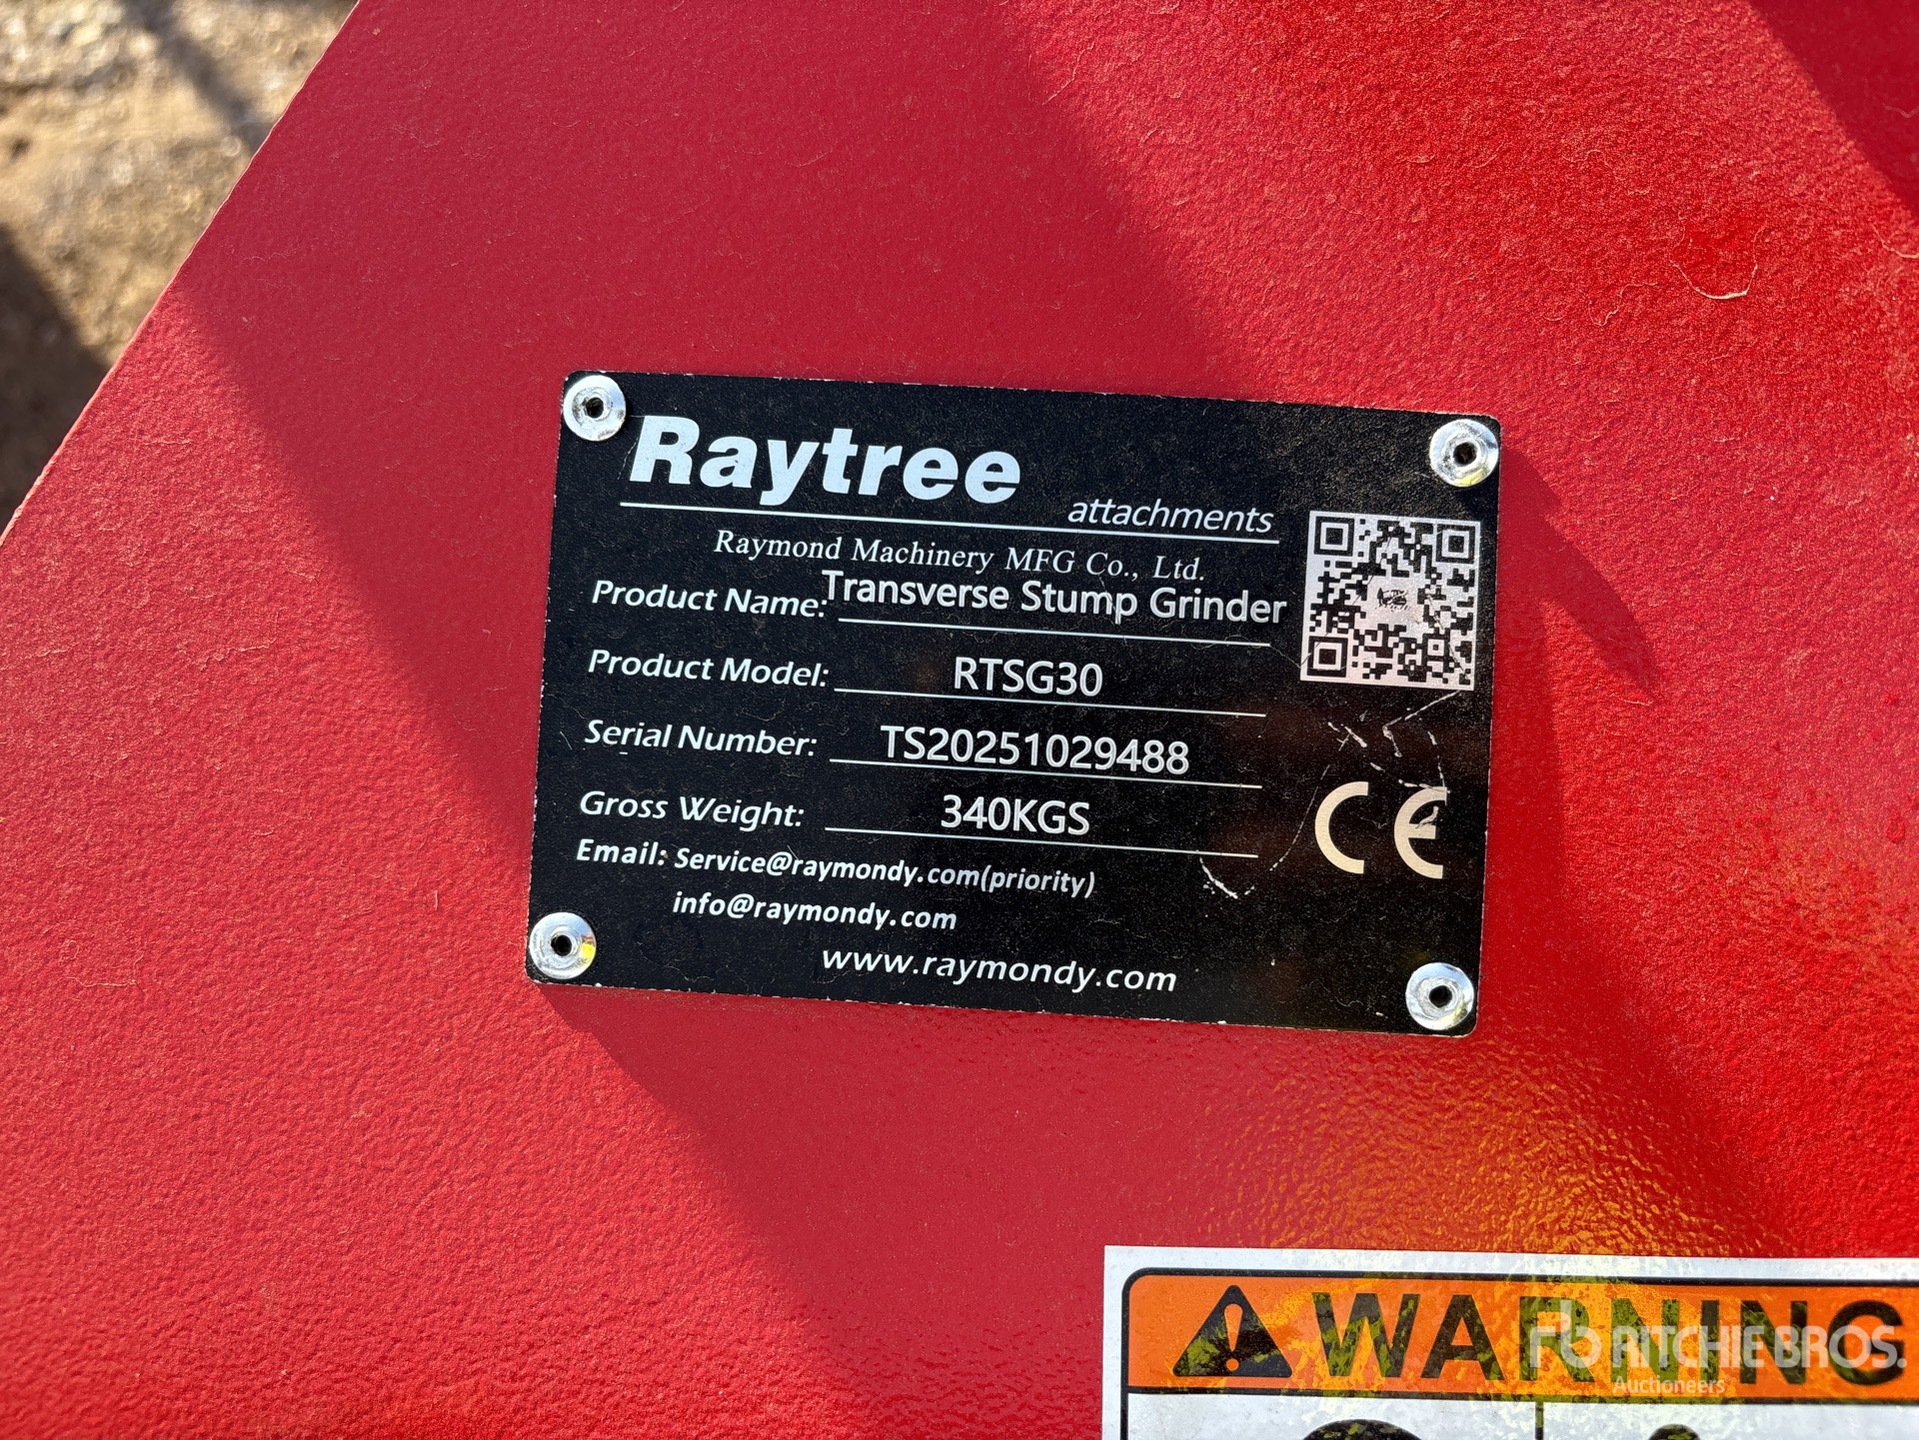 Raytree
attachments
Raymond Machinery MFG Co., Ltd.
Product Name: Transverse Stump Grinder
Product Model: RTSG30
Serial Number: TS20251029488
Gross Weight: 340KGS
CE
Email: Service@raymondy.com(priority)
info@raymondy.com
www.raymondy.com
WARNING
RB RITCHIE BROS.
Auctioneers